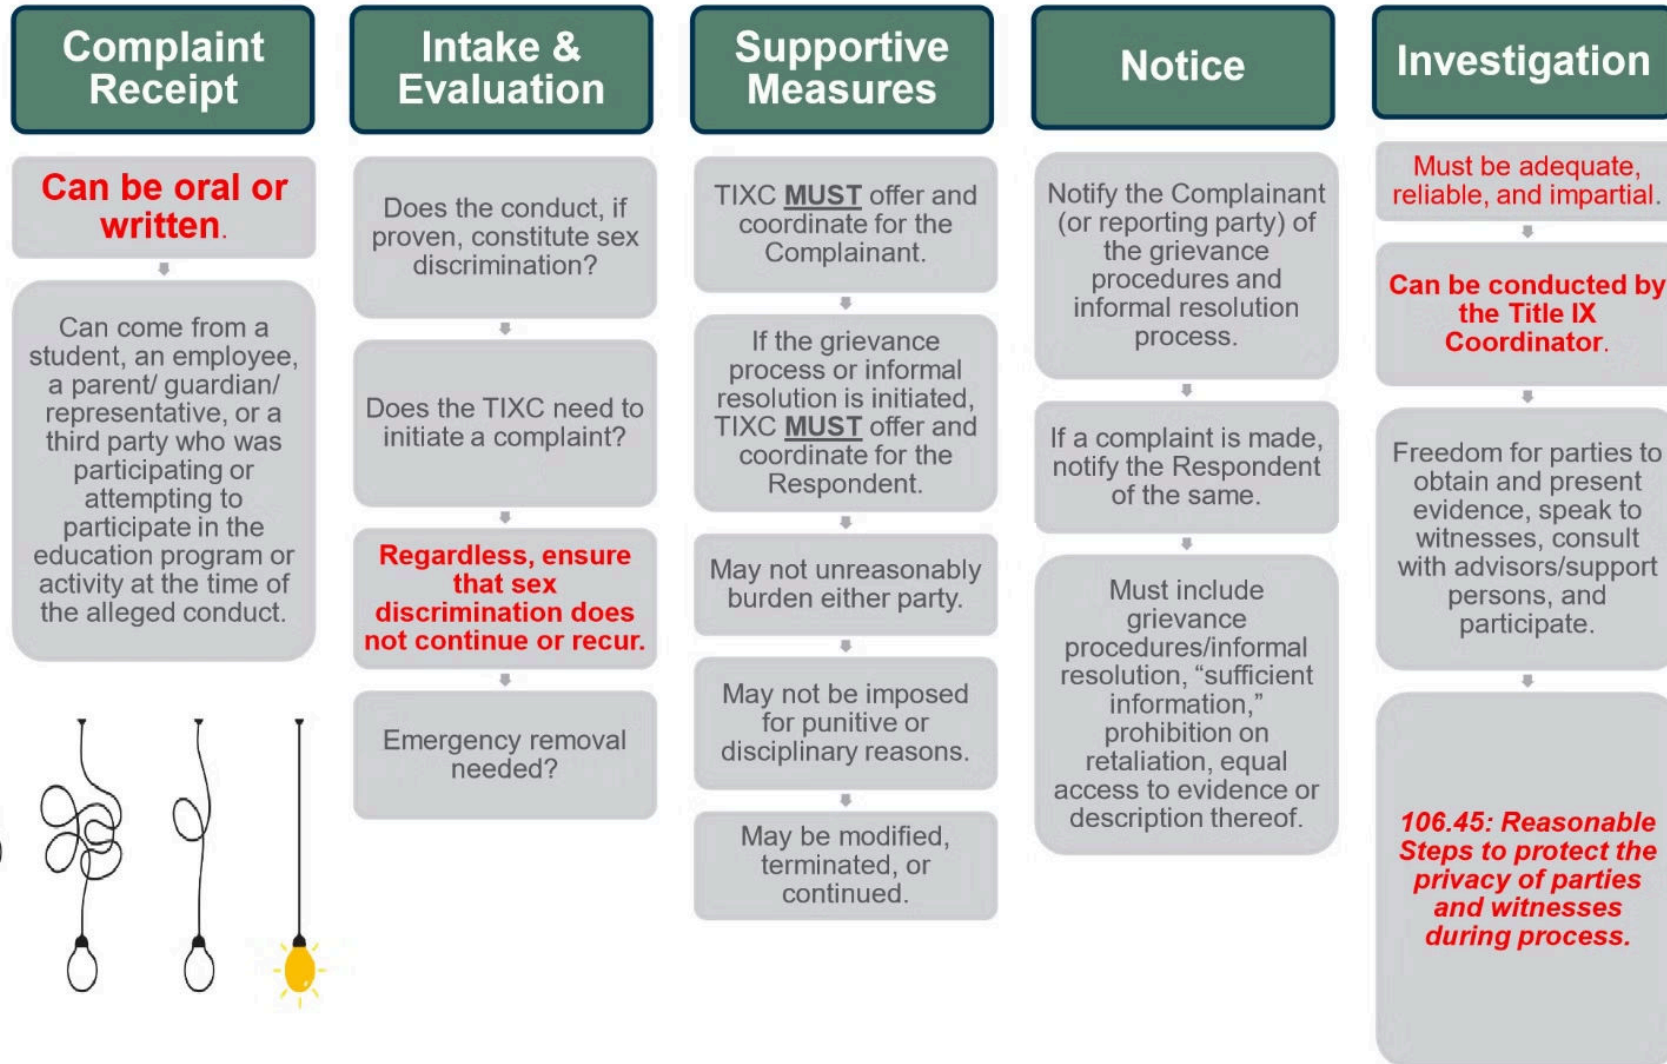 Complaint
Receipt
Can be oral or
written.
Can come from a
student, an employee,
a parent/ guardian/
representative, or a
third party who was
participating or
attempting to
participate in the
education program or
activity at the time of
the alleged conduct.
Intake &
Evaluation
Does the conduct, if
proven, constitute sex
discrimination?
Does the TIXC need to
initiate a complaint?
Regardless, ensure
that sex
discrimination does
not continue or recur.
Emergency removal
needed?
Supportive
Measures
TIXC MUST offer and
coordinate for the
Complainant.
If the grievance
process or informal
resolution is initiated,
TIXC MUST offer and
coordinate for the
Respondent.
May not unreasonably
burden either party.
May not be imposed
for punitive or
disciplinary reasons.
May be modified,
terminated, or
continued.
Notice
Notify the Complainant
(or reporting party) of
the grievance
procedures and
informal resolution
process.
If a complaint is made,
notify the Respondent
of the same.
Must include
grievance
procedures/informal
resolution, “sufficient
information,”
prohibition on
retaliation, equal
access to evidence or
description thereof.
Investigation
Must be adequate,
reliable, and impartial.
Can be conducted by
the Title IX
Coordinator.
Freedom for parties to
obtain and present
evidence, speak to
witnesses, consult
with advisors/support
persons, and
participate.
106.45: Reasonable
Steps to protect the
privacy of parties
and witnesses
during process.